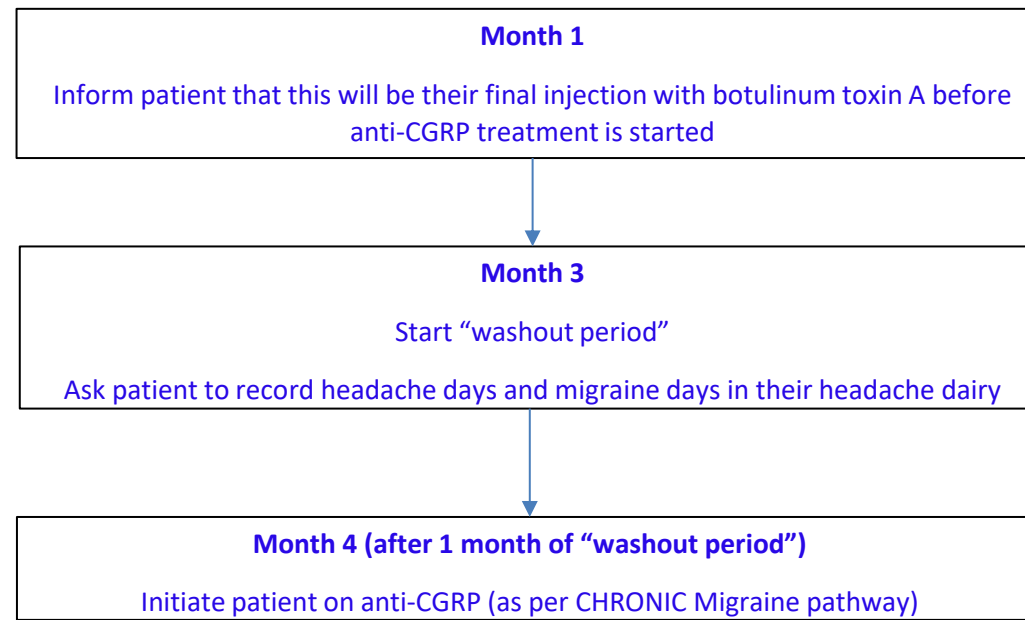 Month 1
Inform patient that this will be their final injection with botulinum toxin A before
anti-CGRP treatment is started
Month 3
Start “washout period”
Ask patient to record headache days and migraine days in their headache dairy
Month 4 (after 1 month of “washout period”)
Initiate patient on anti-CGRP (as per CHRONIC Migraine pathway)